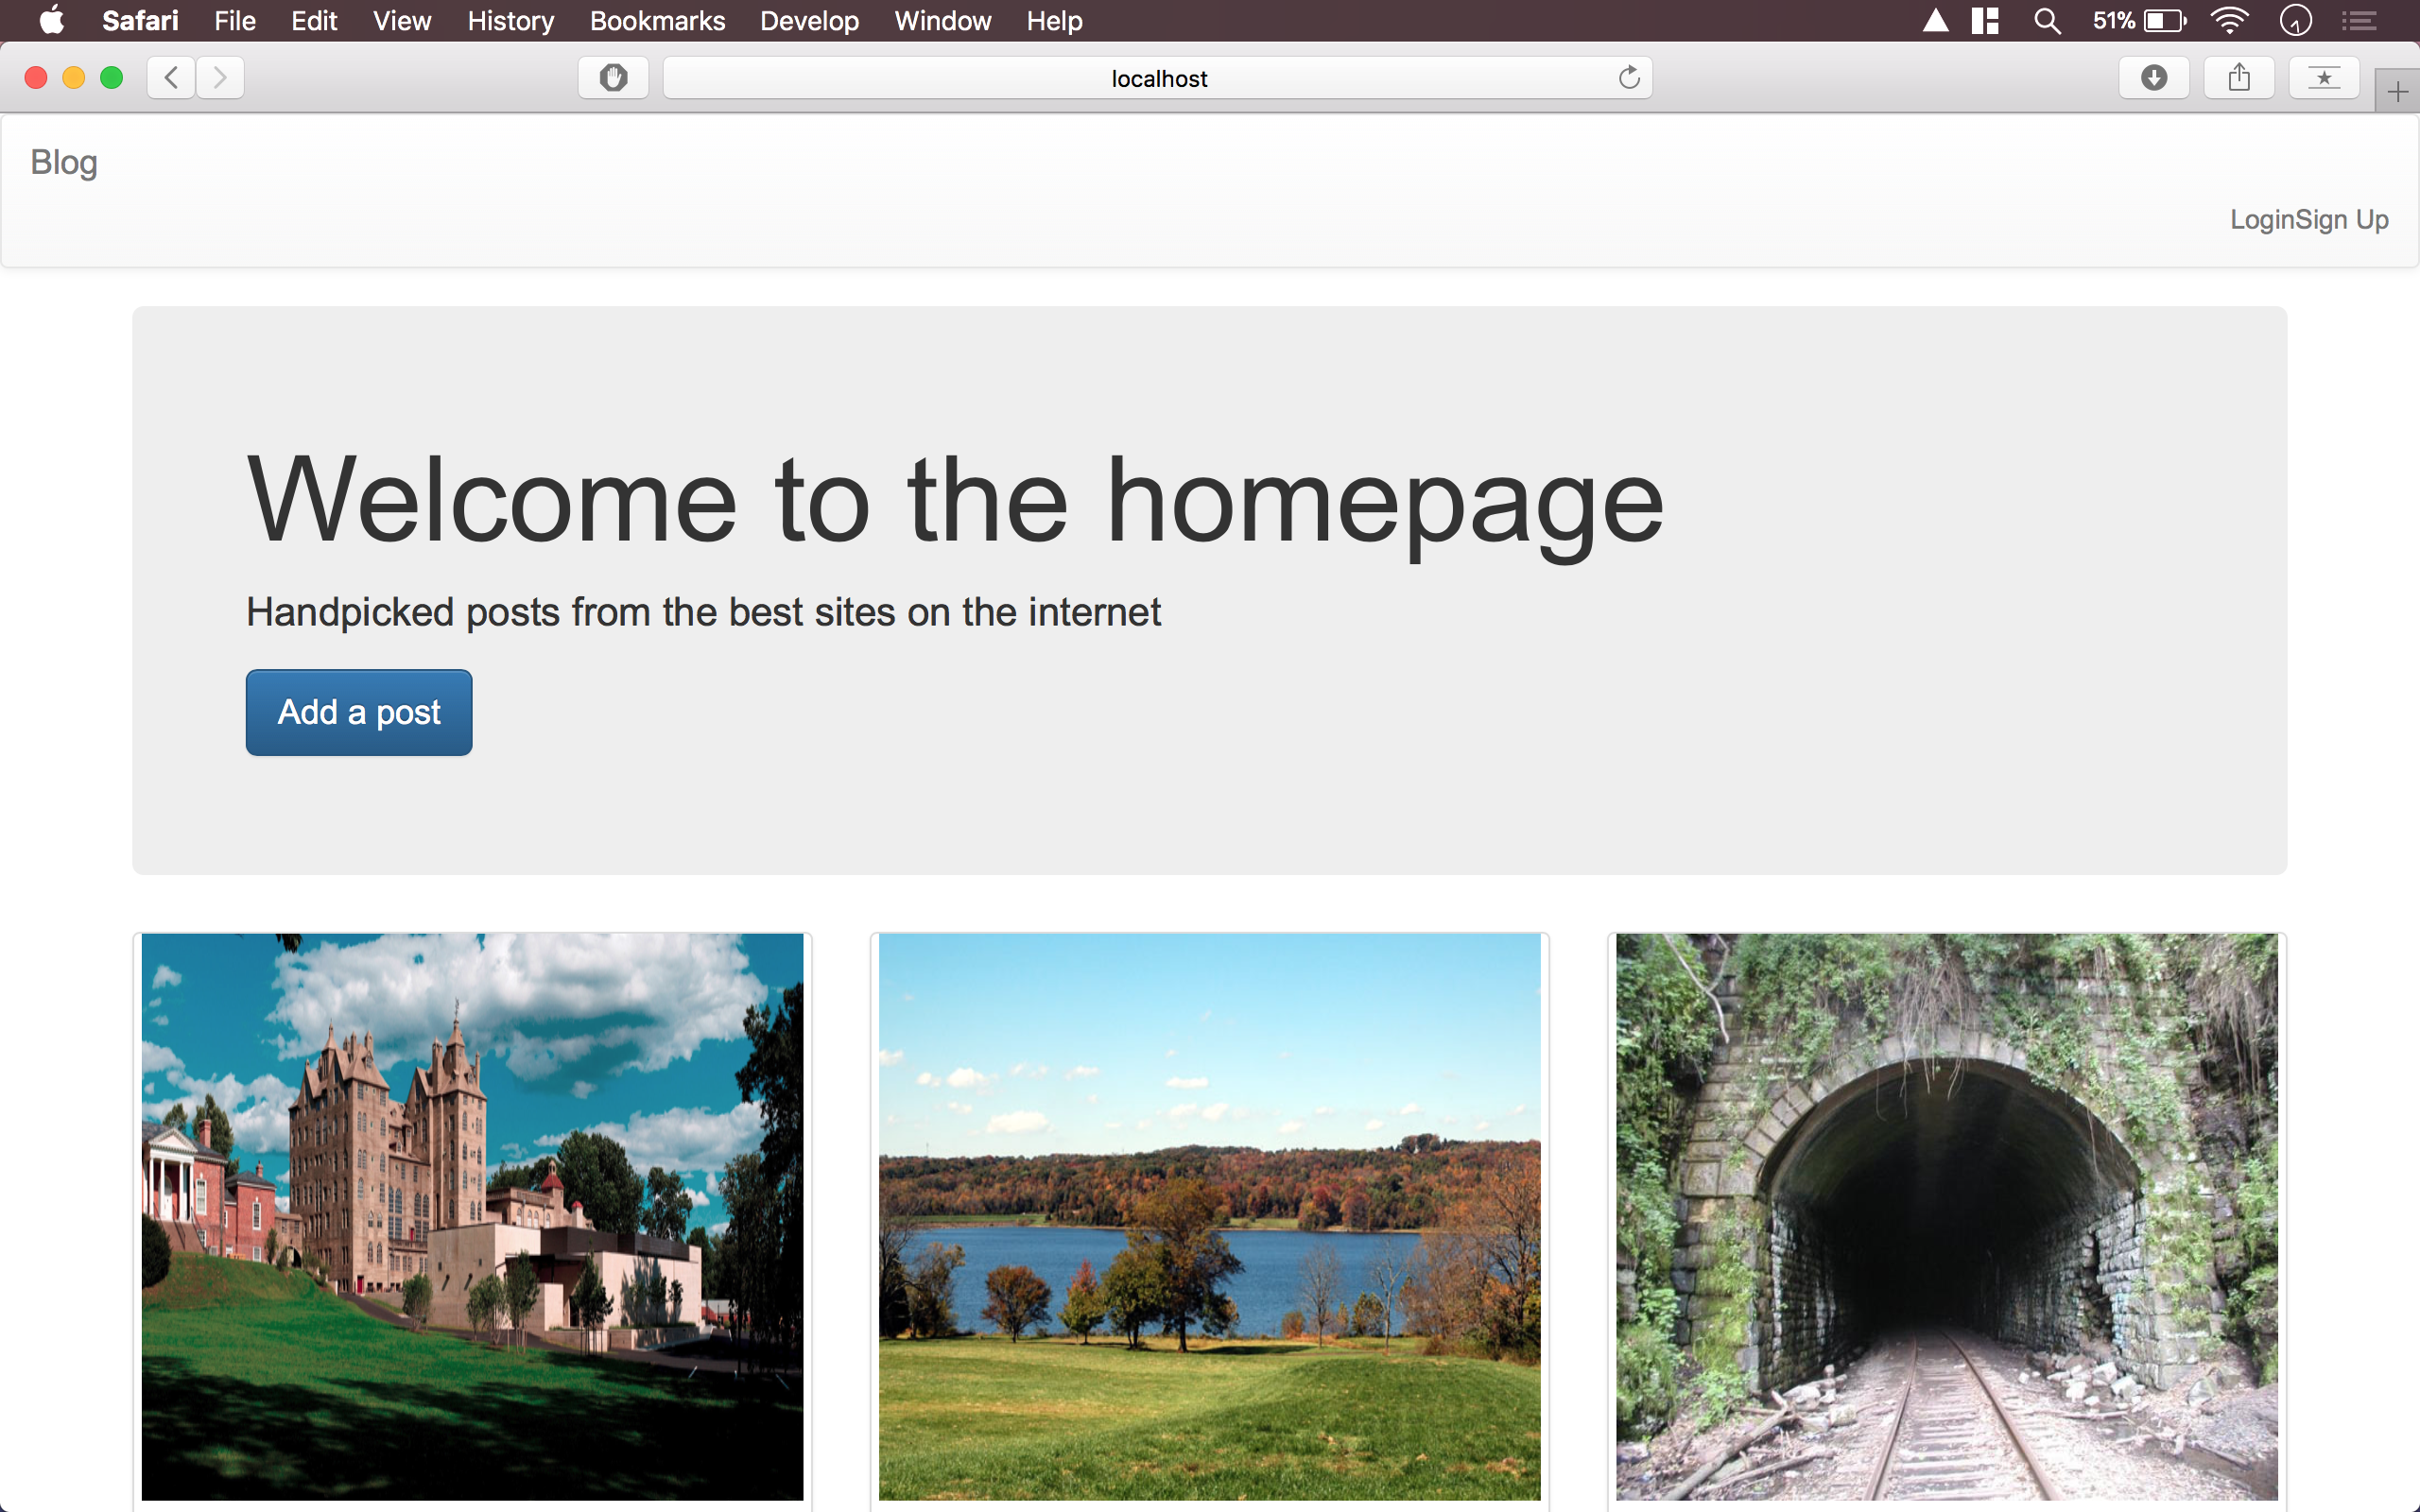 Safari File Edit View History Bookmarks Develop Window Help 51%
localhost
Blog
LoginSign Up
Welcome to the homepage
Handpicked posts from the best sites on the internet
Add a post